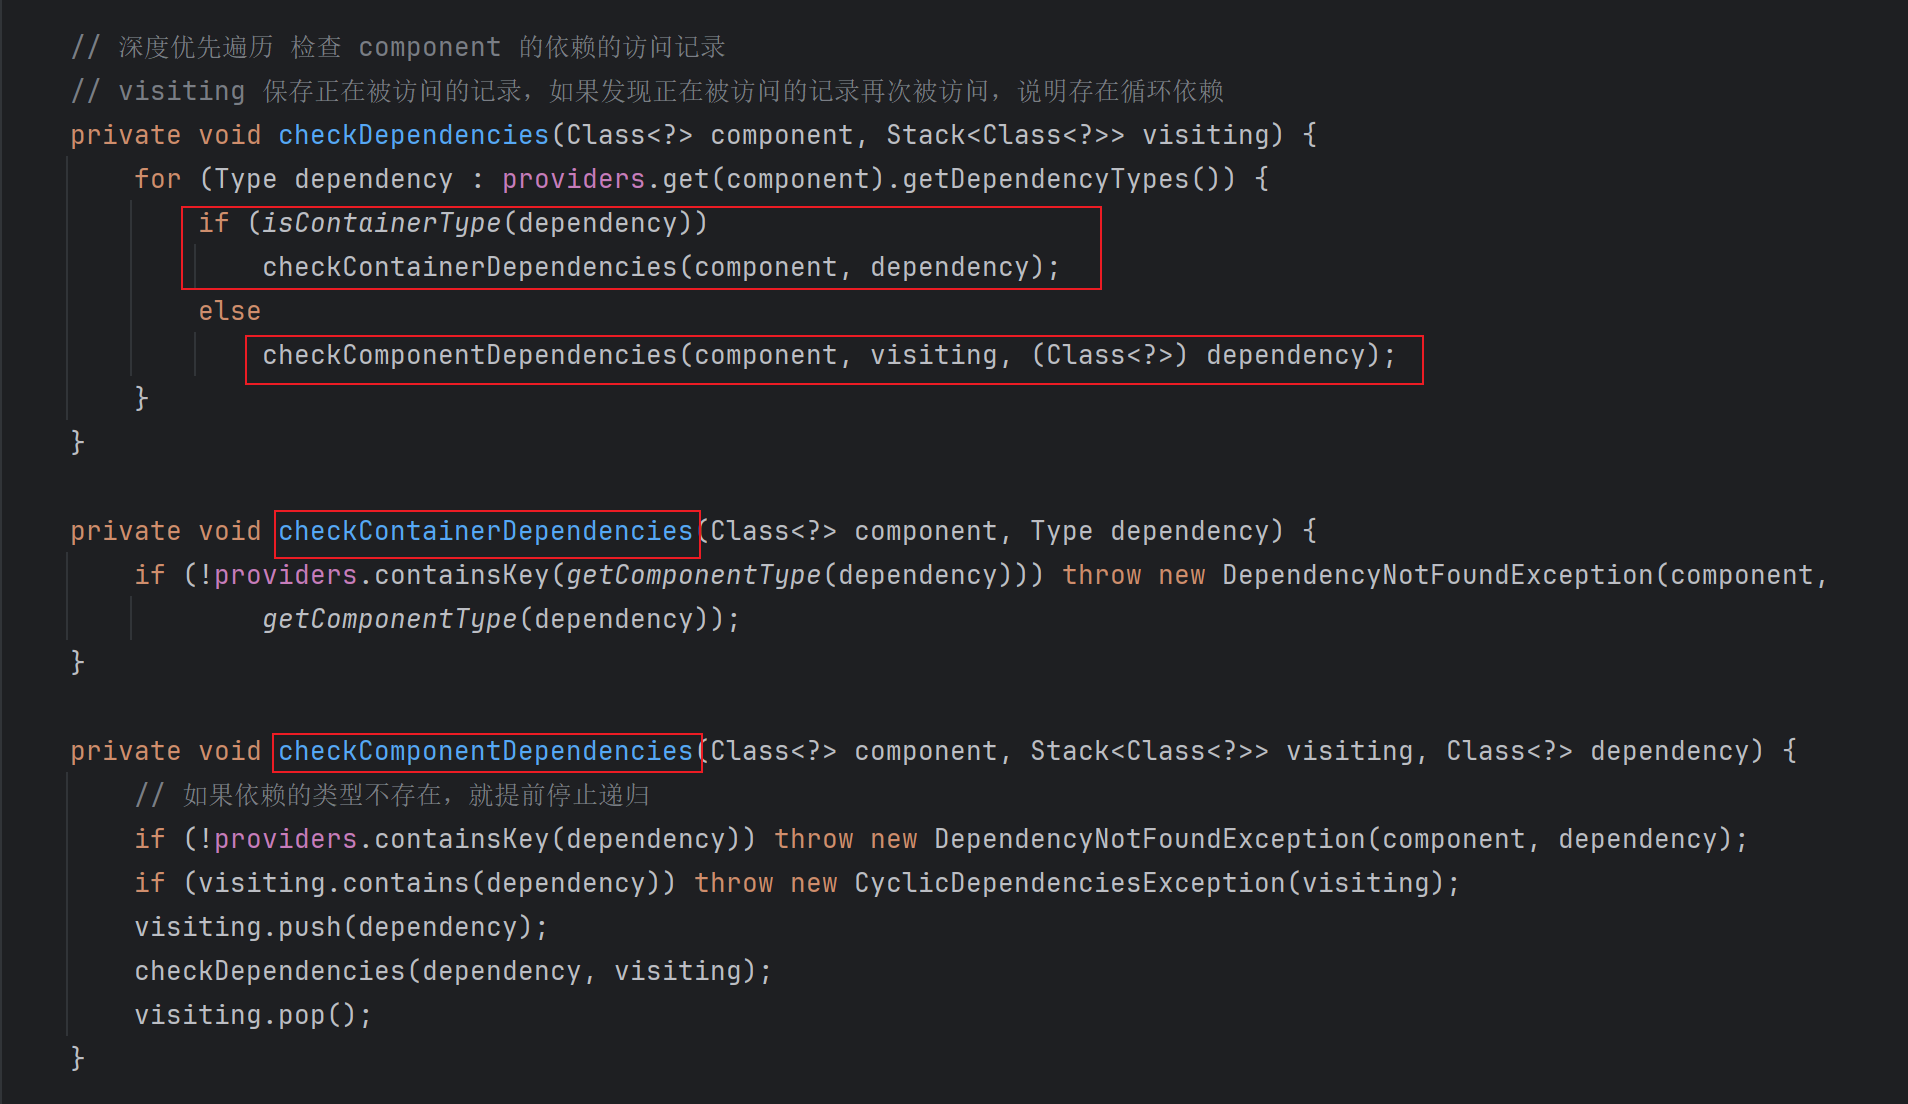 // 深度优先遍历 检查 component 的依赖的访问记录
// visiting 保存正在被访问的记录，如果发现正在被访问的记录再次被访问，说明存在循环依赖
private void checkDependencies(Class<?> component, Stack<Class<?>> visiting) {
for (Type dependency : providers.get(component).getDependencyTypes()) {
if (isContainerType(dependency))
checkContainerDependencies(component, dependency);
else
checkComponentDependencies(component, visiting, (Class<?>) dependency);
}
}
private void checkContainerDependencies(Class<?> component, Type dependency) {
if (!providers.containsKey(getComponentType(dependency))) throw new DependencyNotFoundException(component,
getComponentType(dependency));
}
private void checkComponentDependencies(Class<?> component, Stack<Class<?>> visiting, Class<?> dependency) {
// 如果依赖的类型不存在，就提前停止递归
if (!providers.containsKey(dependency)) throw new DependencyNotFoundException(component, dependency);
if (visiting.contains(dependency)) throw new CyclicDependenciesException(visiting);
visiting.push(dependency);
checkDependencies(dependency, visiting);
visiting.pop();
}